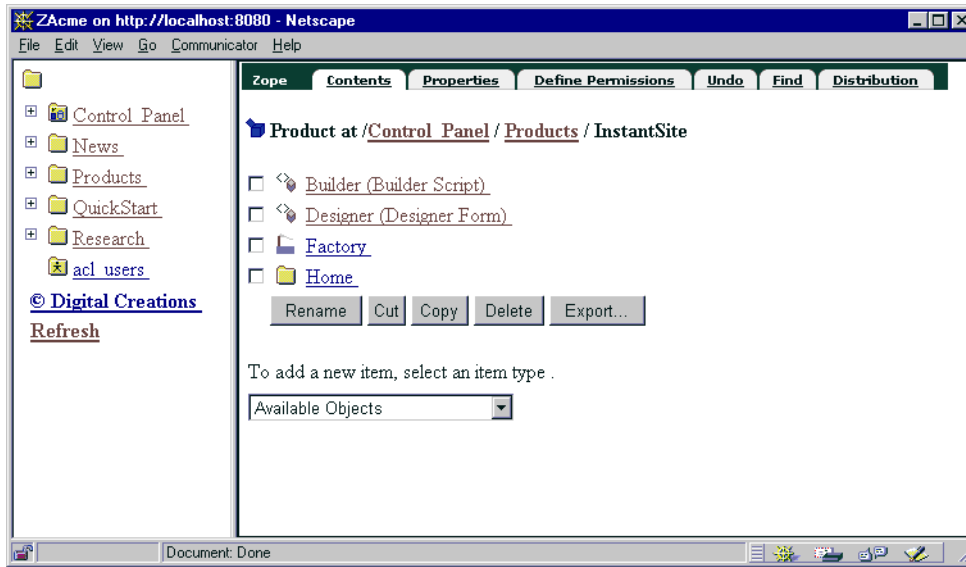 ZAcme on http://localhost:8080 - Netscape
File Edit View Go Communicator Help
Control_Panel
News
Products
QuickStart
Research
acl_users
© Digital Creations
Refresh
Zope Contents Properties Define Permissions Undo Find Distribution
Product at /Control_Panel / Products / InstantSite
Builder (Builder Script)
Designer (Designer Form)
Factory
Home
Rename Cut Copy Delete Export...
To add a new item, select an item type .
Available Objects
Document: Done